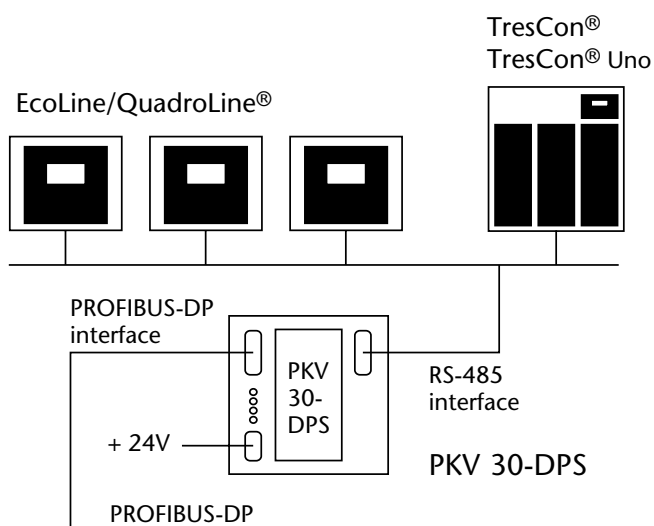 TresCon®
TresCon® Uno
EcoLine/QuadroLine®
PROFIBUS-DP
interface
PKV
30-
DPS
RS-485
interface
+ 24V
PKV 30-DPS
PROFIBUS-DP